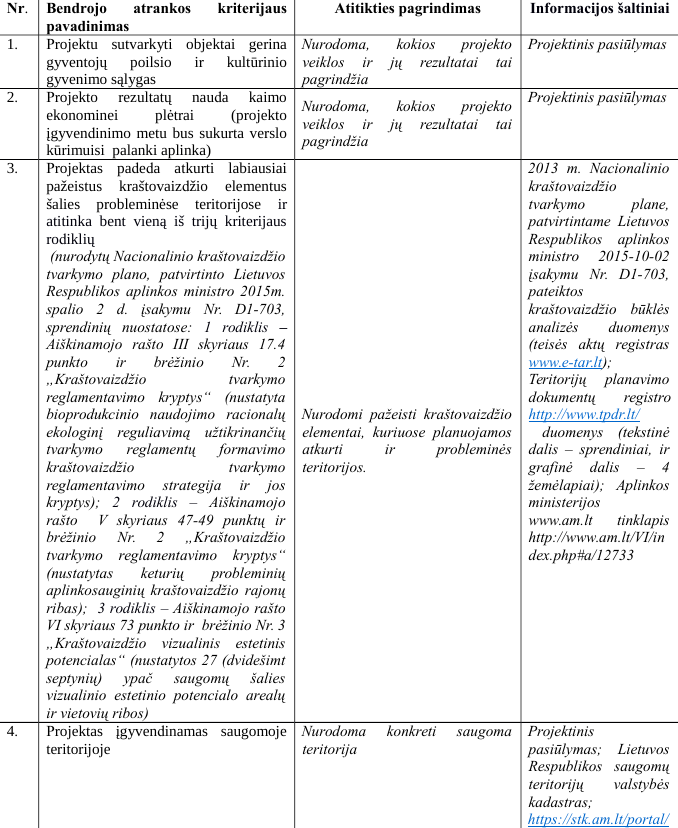 Nr. Bendrojo atrankos kriterijaus pavadinimas Atitikties pagrindimas Informacijos šaltiniai
1. Projektu sutvarkyti objektai gerina
gyventojų poilsio ir kultūrinio
gyvenimo sąlygas
Nurodoma, kokios projekto
veiklos ir jų rezultatai tai
pagrindžia
Projektinis pasiūlymas
2. Projekto rezultatų nauda kaimo
ekonominei plėtrai (projekto
įgyvendinimo metu bus sukurta verslo
kūrimuisi palanki aplinka)
Nurodoma, kokios projekto
veiklos ir jų rezultatai tai
pagrindžia
Projektinis pasiūlymas
3. Projektas padeda atkurti labiausiai
pažeistus kraštovaizdžio elementus
šalies probleminėse teritorijose ir
atitinka bent vieną iš trijų kriterijaus
rodiklių
(nurodytų Nacionalinio kraštovaizdžio
tvarkymo plano, patvirtinto Lietuvos
Respublikos aplinkos ministro 2015m.
spalio 2 d. įsakymu Nr. D1-703,
sprendinių nuostatose: 1 rodiklis –
Aiškinamojo rašto III skyriaus 17.4
punkto ir brėžinio Nr. 2
„Kraštovaizdžio tvarkymo
reglamentavimo kryptys“ (nustatyta
bioprodukcinio naudojimo racionalų
ekologinį reguliavimą užtikrinančių
tvarkymo reglamentų formavimo
kraštovaizdžio tvarkymo
reglamentavimo strategija ir jos
kryptys); 2 rodiklis – Aiškinamojo
rašto V skyriaus 47-49 punktų ir
brėžinio Nr. 2 „Kraštovaizdžio
tvarkymo reglamentavimo kryptys“
(nustatytas keturių probleminių
aplinkosauginių kraštovaizdžio rajonų
ribas); 3 rodiklis – Aiškinamojo rašto
VI skyriaus 73 punkto ir brėžinio Nr. 3
„Kraštovaizdžio vizualinis estetinis
potencialas“ (nustatytos 27 (dvidešimt
septynių) ypač saugomų šalies
vizualinio estetinio potencialo arealų
ir vietovių ribos)
Nurodomi pažeisti kraštovaizdžio
elementai, kuriuose planuojamos
atkurti ir probleminės
teritorijos.
2013 m. Nacionalinio
kraštovaizdžio
tvarkymo plane,
patvirtintame Lietuvos
Respublikos aplinkos
ministro 2015-10-02
įsakymu Nr. D1-703,
pateiktos
kraštovaizdžio būklės
analizės duomenys
(teisės aktų registras
www.e-tar.lt);
Teritorijų planavimo
dokumentų registro
http://www.tpdr.lt/
duomenys (tekstinė
dalis – sprendiniai, ir
grafinė dalis – 4
žemėlapiai); Aplinkos
ministerijos
www.am.lt tinklapis
http://www.am.lt/VI/in
dex.php#a/12733
4. Projektas įgyvendinamas saugomoje
teritorijoje
Nurodoma konkreti saugoma
teritorija
Projektinis
pasiūlymas; Lietuvos
Respublikos saugomų
teritorijų valstybės
kadastras;
https://stk.am.lt/portal/